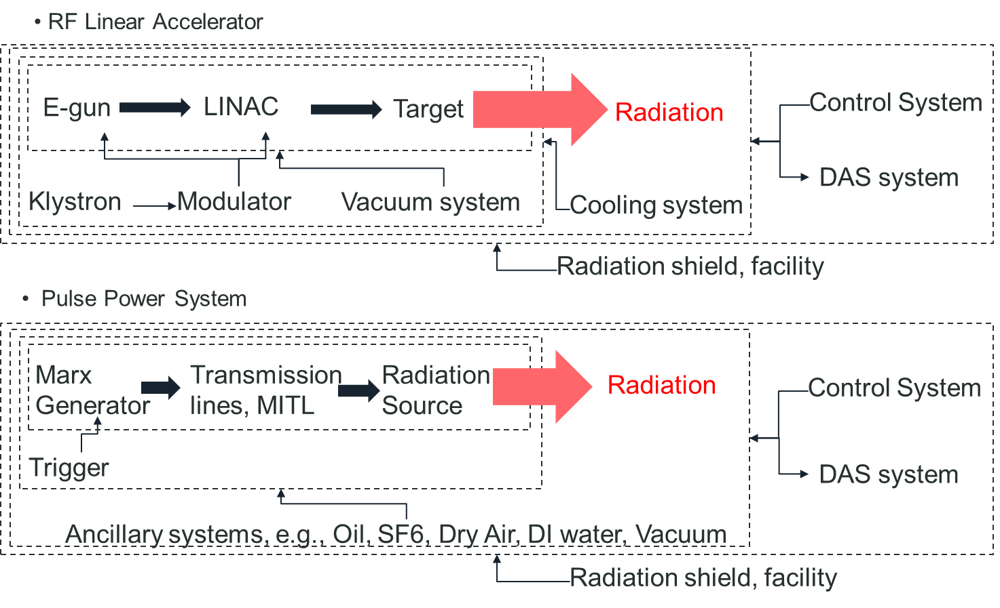 • RF Linear Accelerator
E-gun
LINAC
Target
Radiation
Control System
DAS system
Klystron
Modulator
Vacuum system
Cooling system
Radiation shield, facility
• Pulse Power System
Marx
Generator
Transmission
lines, MITL
Radiation
Source
Radiation
Control System
DAS system
Trigger
Ancillary systems, e.g., Oil, SF6, Dry Air, DI water, Vacuum
Radiation shield, facility